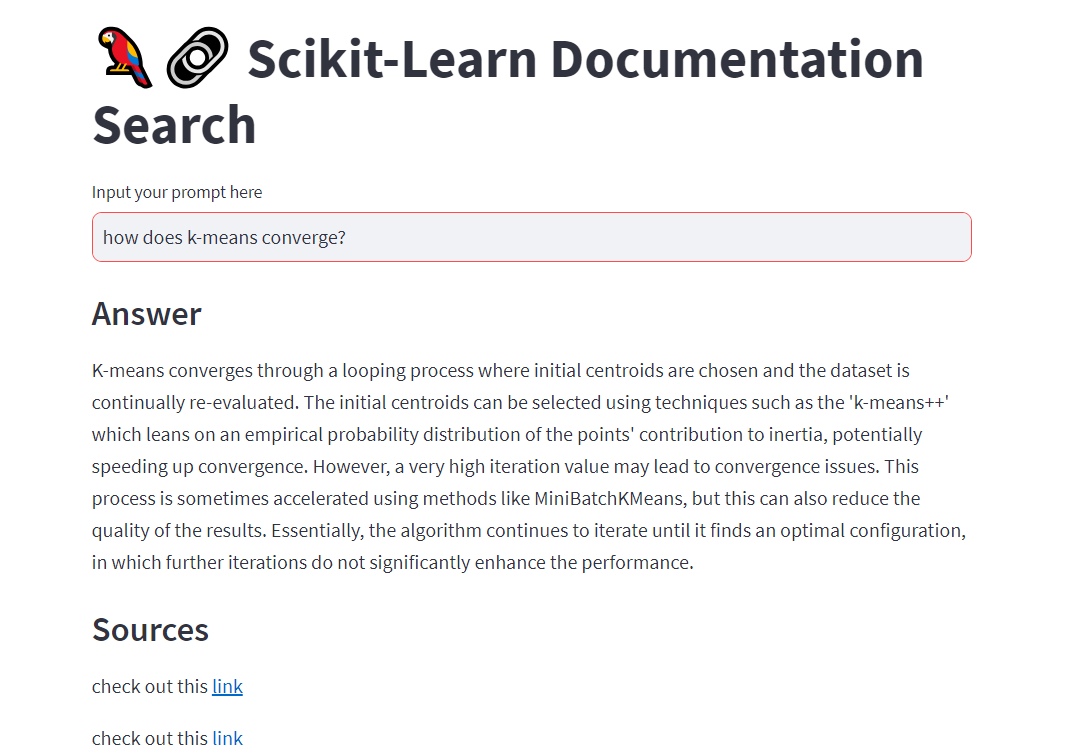 🦜🔗 Scikit-Learn Documentation
Search
Input your prompt here
how does k-means converge?
Answer
K-means converges through a looping process where initial centroids are chosen and the dataset is
continually re-evaluated. The initial centroids can be selected using techniques such as the 'k-means++'
which leans on an empirical probability distribution of the points' contribution to inertia, potentially
speeding up convergence. However, a very high iteration value may lead to convergence issues. This
process is sometimes accelerated using methods like MiniBatchKMeans, but this can also reduce the
quality of the results. Essentially, the algorithm continues to iterate until it finds an optimal configuration,
in which further iterations do not significantly enhance the performance.
Sources
check out this link
check out this link